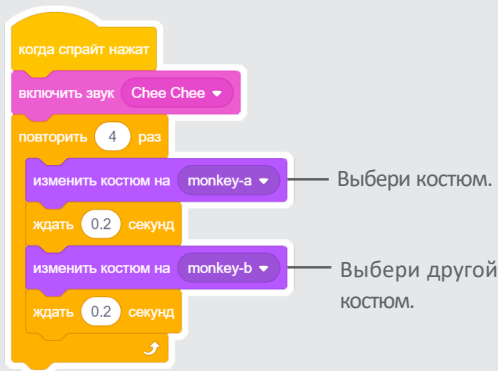 когда спрайт нажат
включить звук Chee Chee
повторить 4 раз
изменить костюм на monkey-a
Выбери костюм.
ждать 0.2 секунд
изменить костюм на monkey-b
Выбери другой
костюм.
ждать 0.2 секунд